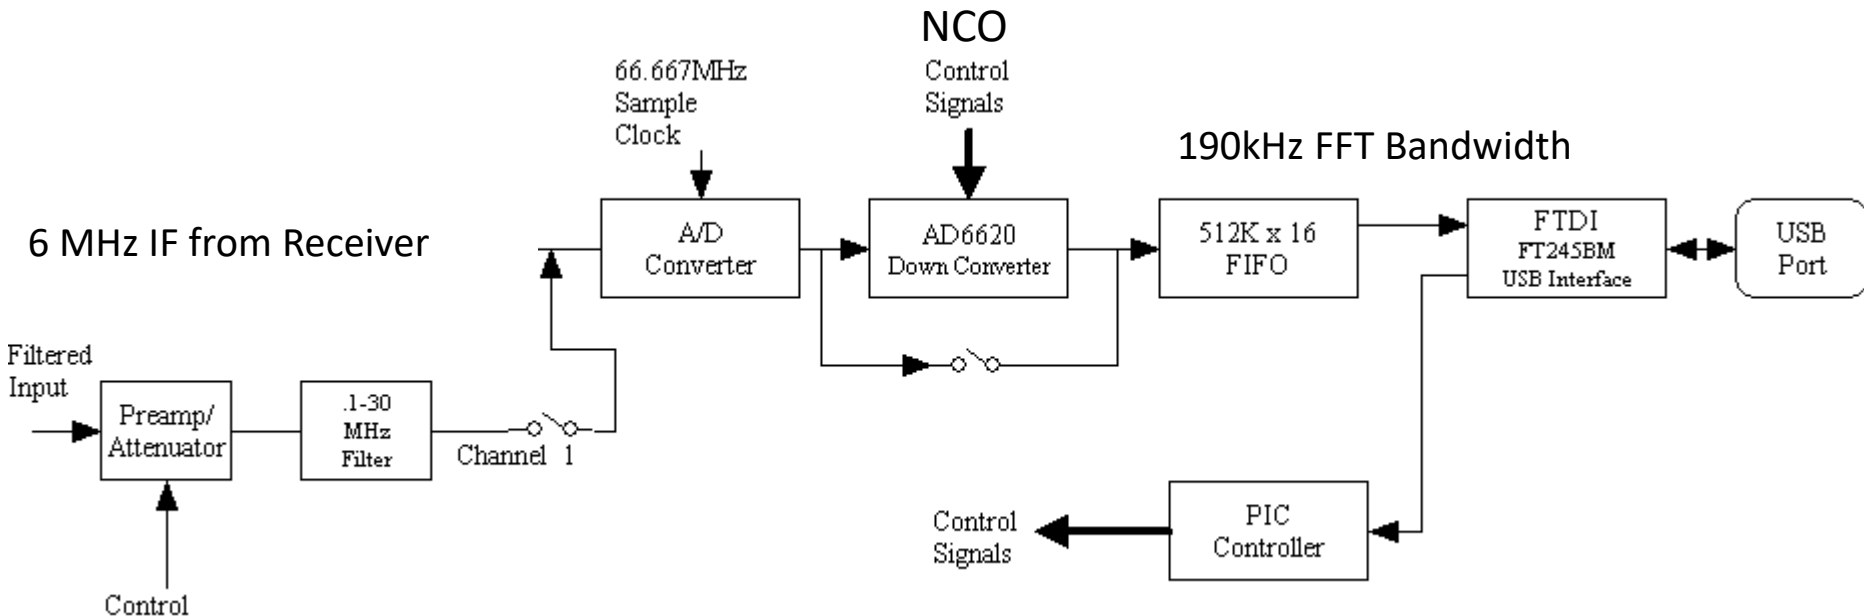 NCO
66.667MHz
Sample
Clock
Control
Signals
190kHz FFT Bandwidth
6 MHz IF from Receiver
A/D
Converter
AD6620
Down Converter
512K x 16
FIFO
FTDI
FT245BM
USB Interface
USB
Port
Filtered
Input
Preamp/
Attenuator
.1-30
MHz
Filter
Channel 1
Control
Signals
PIC
Controller
Control